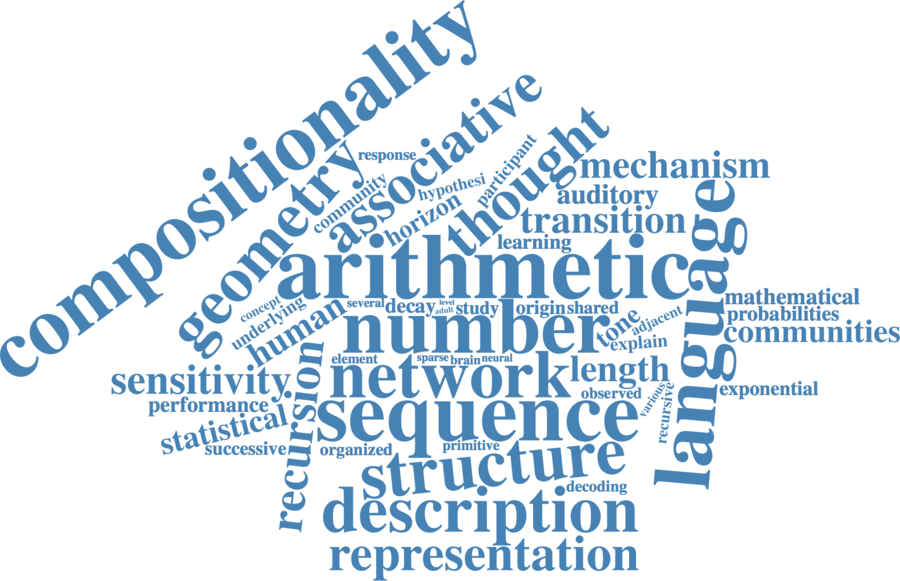 compositionality
geometry
associative
thought
response
community
hypothesi
participant
horizon
mechanism
auditory
transition
learning
arithmetic
language
concept
underlying
human
several
decay
level
adult
study
origin
shared
number
tone
adjacent
explain
mathematical
probabilities
communities
element
sparse
brain
neural
network
length
observed
various
recursive
exponential
sensitivity
performance
statistical
successive
recursion
sequence
organized
primitive
structure
decoding
description
representation